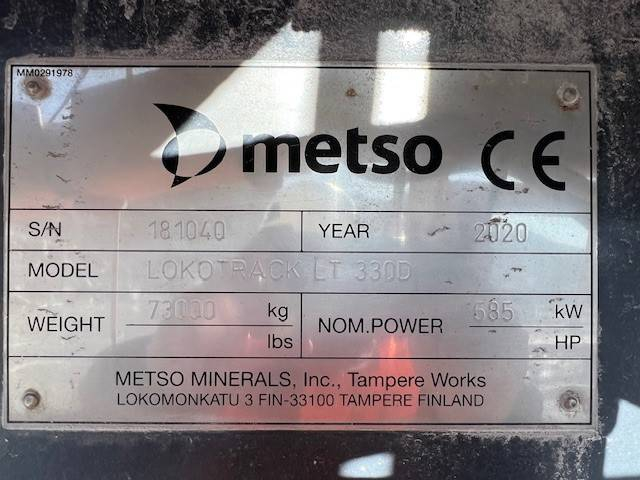 MM0291978
metso CE
S/N 181040 YEAR 2020
MODEL LOKOTRACK LT 330D
WEIGHT 73000 kg NOM.POWER kW
lbs HP
METSO MINERALS, Inc., Tampere Works
LOKOMONKATU 3 FIN-33100 TAMPERE FINLAND